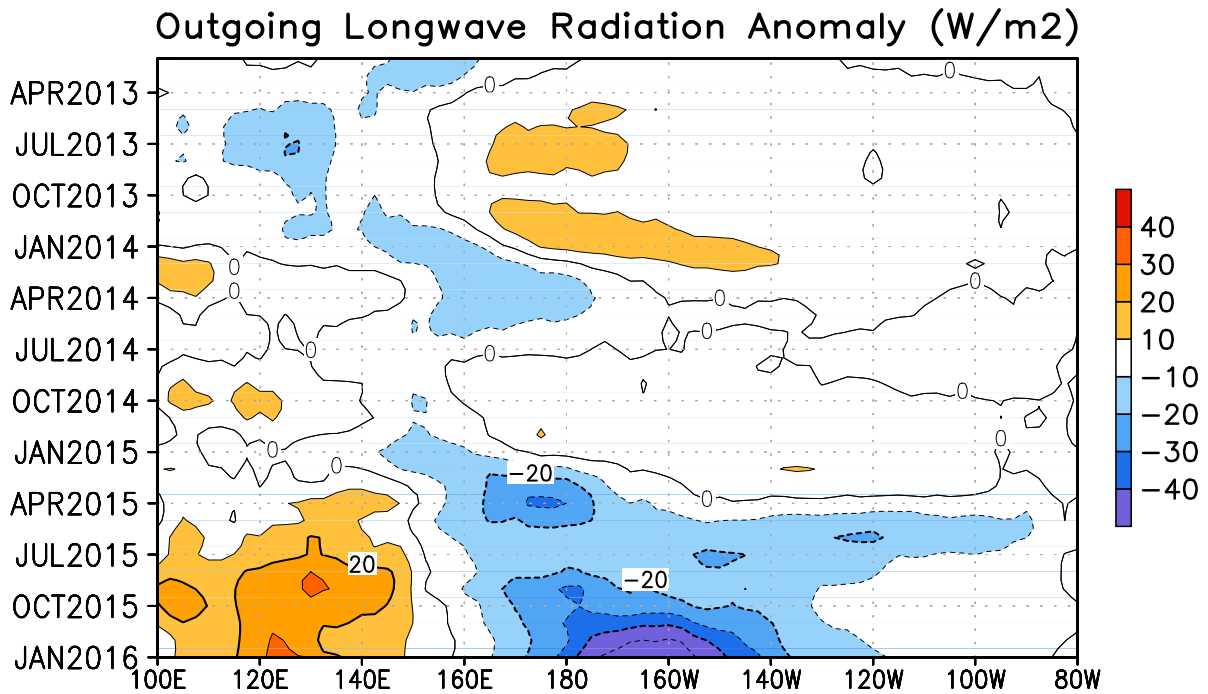 Outgoing Longwave Radiation Anomaly (W/m2)
0
0
APR2013
JUL2013
OCT2013
JAN2014
0
0
0
APR2014
0
0
JUL2014
0
0
0
OCT2014
0
0
JAN2015
0
-20
0
APR2015
JUL2015
20
-20
OCT2015
JAN2016
100E 120E 140E 160E 180 160W 140W 120W 100W 80W
40
30
20
10
-10
-20
-30
-40